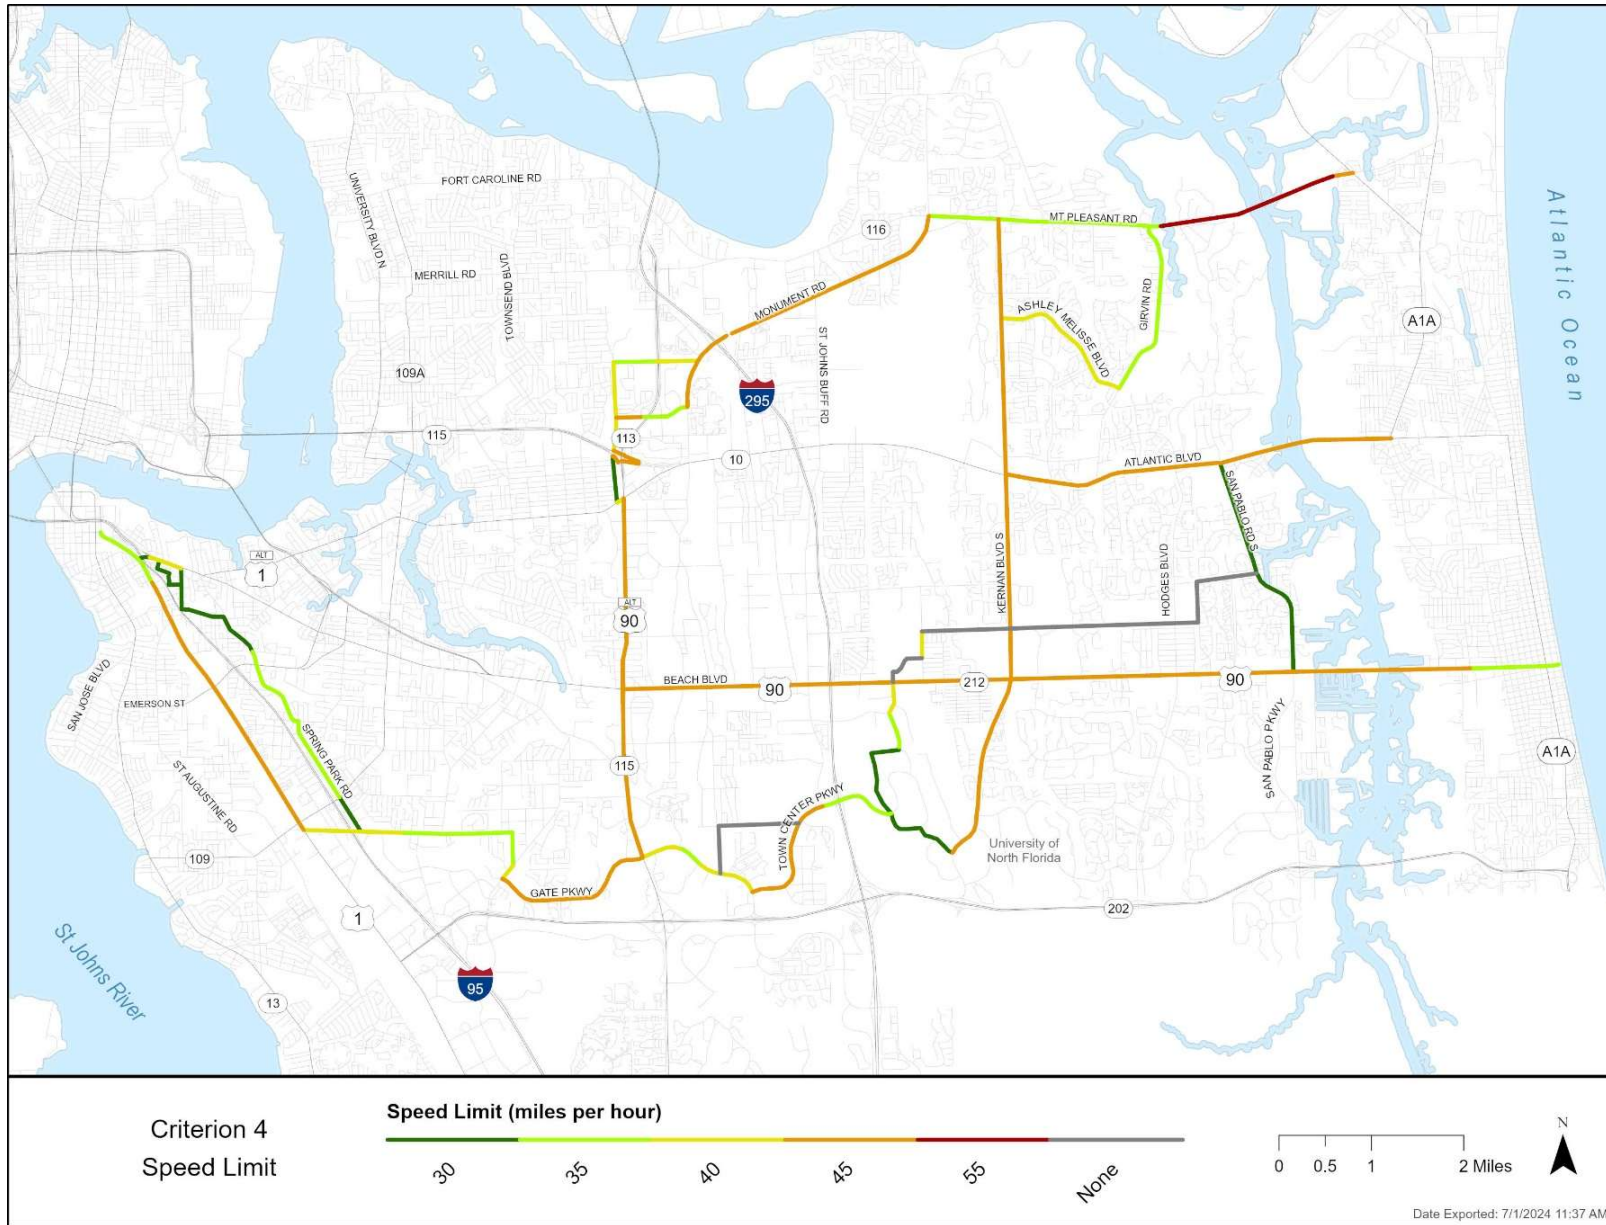 FORT CAROLINE RD
UNIVERSITY BLVD N
MERRILL RD
TOWNSEND BLVD
116
MT PLEASANT RD
MONUMENT RD
ASHLEY MELISSE BLVD
GIRVIN RD
Atlantic Ocean
A1A
ST JOHNS BUFF RD
109A
295
115
113
10
ATLANTIC BLVD
SAN PABLO RD S
ALT
1
KERNAN BLVD S
HODGES BLVD
ALT
90
BEACH BLVD
90
212
90
SAN JOSE BLVD
EMERSON ST
SPRING PARK RD
ST AUGUSTINE RD
115
TOWN CENTER PKWY
SAN PABLO PKWY
A1A
University of
North Florida
109
GATE PKWY
1
202
St Johns River
95
13
Criterion 4
Speed Limit
Speed Limit (miles per hour)
30
35
40
45
55
None
0 0.5 1 2 Miles
N
Date Exported: 7/1/2024 11:37 AM